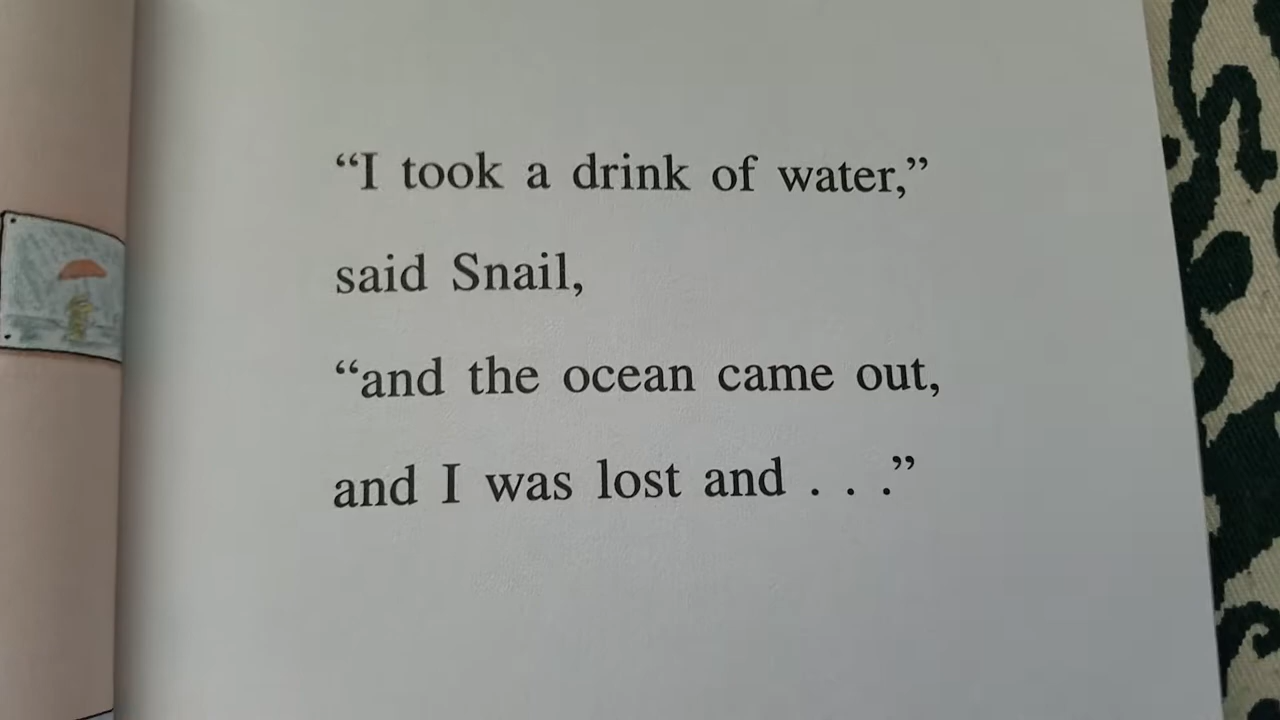 “I took a drink of water,”
said Snail,
“and the ocean came out,
and I was lost and . . .”